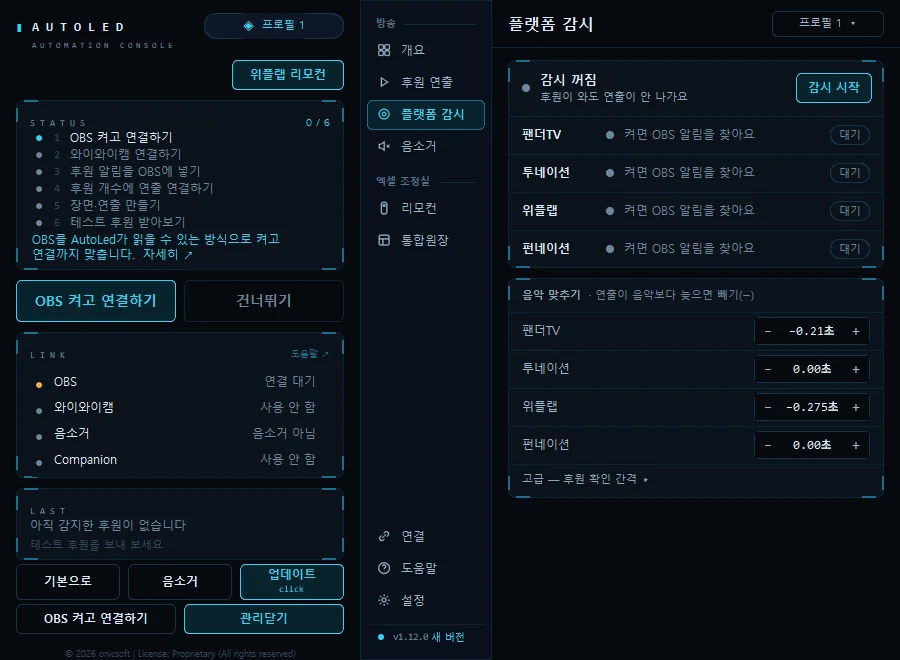 AUTOLED
AUTOMATION CONSOLE
◈ 프로필 1
위플랩 리모컨
STATUS
0 / 6
1 OBS 켜고 연결하기
2 와이와이캠 연결하기
3 후원 알림을 OBS에 넣기
4 후원 개수에 연출 연결하기
5 장면·연출 만들기
6 테스트 후원 받아보기
OBS를 AutoLed가 읽을 수 있는 방식으로 켜고
연결까지 맞춥니다. 자세히 ↗
OBS 켜고 연결하기
건너뛰기
LINK
도움말 ↗
OBS 연결 대기
와이와이캠 사용 안 함
음소거 음소거 아님
Companion 사용 안 함
LAST
아직 감지한 후원이 없습니다
테스트 후원을 보내 보세요
기본으로
음소거
업데이트
click
OBS 켜고 연결하기
관리닫기
© 2026 onicsoft | License: Proprietary (All rights reserved)
방송
개요
후원 연출
플랫폼 감시
음소거
엑셀 조정실
리모컨
통합원장
연결
도움말
설정
v1.12.0 새 버전
플랫폼 감시
프로필 1 ▾
감시 꺼짐
후원이 와도 연출이 안 나가요
감시 시작
팬더TV 켜면 OBS 알림을 찾아요 대기
투네이션 켜면 OBS 알림을 찾아요 대기
위플랩 켜면 OBS 알림을 찾아요 대기
펀네이션 켜면 OBS 알림을 찾아요 대기
음악 맞추기 · 연출이 음악보다 늦으면 빼기(−)
팬더TV − -0.21초 +
투네이션 − 0.00초 +
위플랩 − -0.275초 +
펀네이션 − 0.00초 +
고급 — 후원 확인 간격 ▸